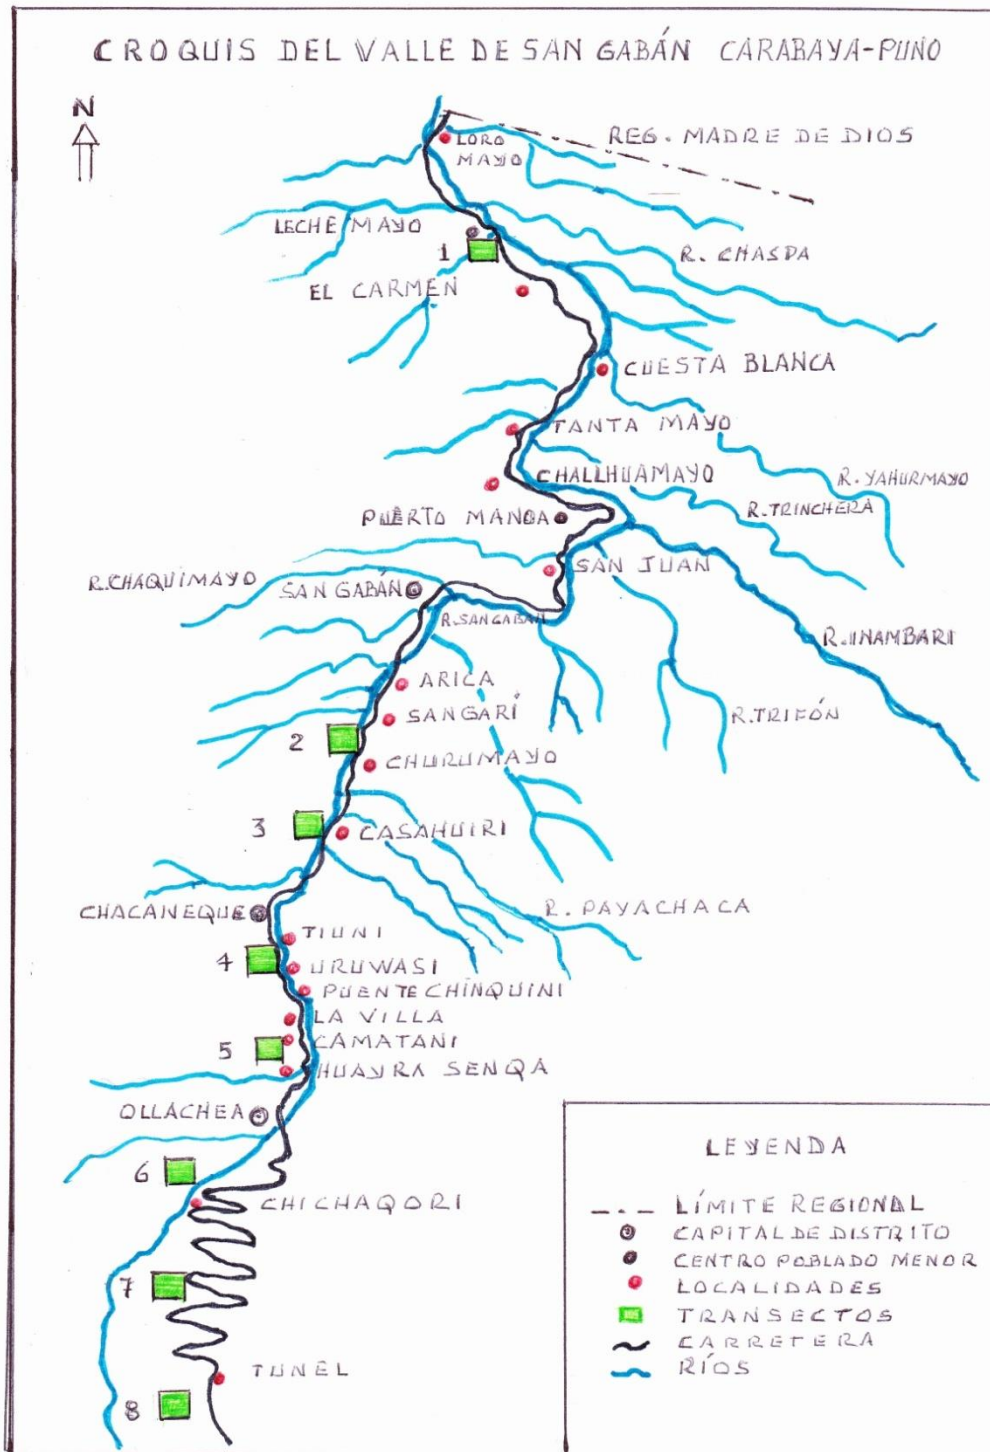 CROQUIS DEL VALLE DE SAN GABÁN CARABAYA-PUNO
N
LORO
MAYO
REG. MADRE DE DIOS
LECHE MAYO
1
R. CHASPA
EL CARMEN
CUESTA BLANCA
TANTA MAYO
CHALLHUAMAYO
R. YAHURMAYO
R. TRINCHERA
PUERTO MANOA
SAN JUAN
R. CHAQUIMAYO
SAN GABÁN
R. SAN GABAN
R. INAMBARI
ARICA
SANGARÍ
R. TRIFÓN
2
CHURUMAYO
3
CASAHUIRI
CHACANEQUE
R. PAYACHACA
TIUNI
4
URUWASI
PUENTE CHINQUINI
LA VILLA
CAMATANI
5
HUAYRA SENQA
OLLACHEA
6
CHICHAQORI
7
TUNEL
8
LEYENDA
LÍMITE REGIONAL
CAPITAL DE DISTRITO
CENTRO POBLADO MENOR
LOCALIDADES
TRANSECTOS
CARRETERA
RÍOS